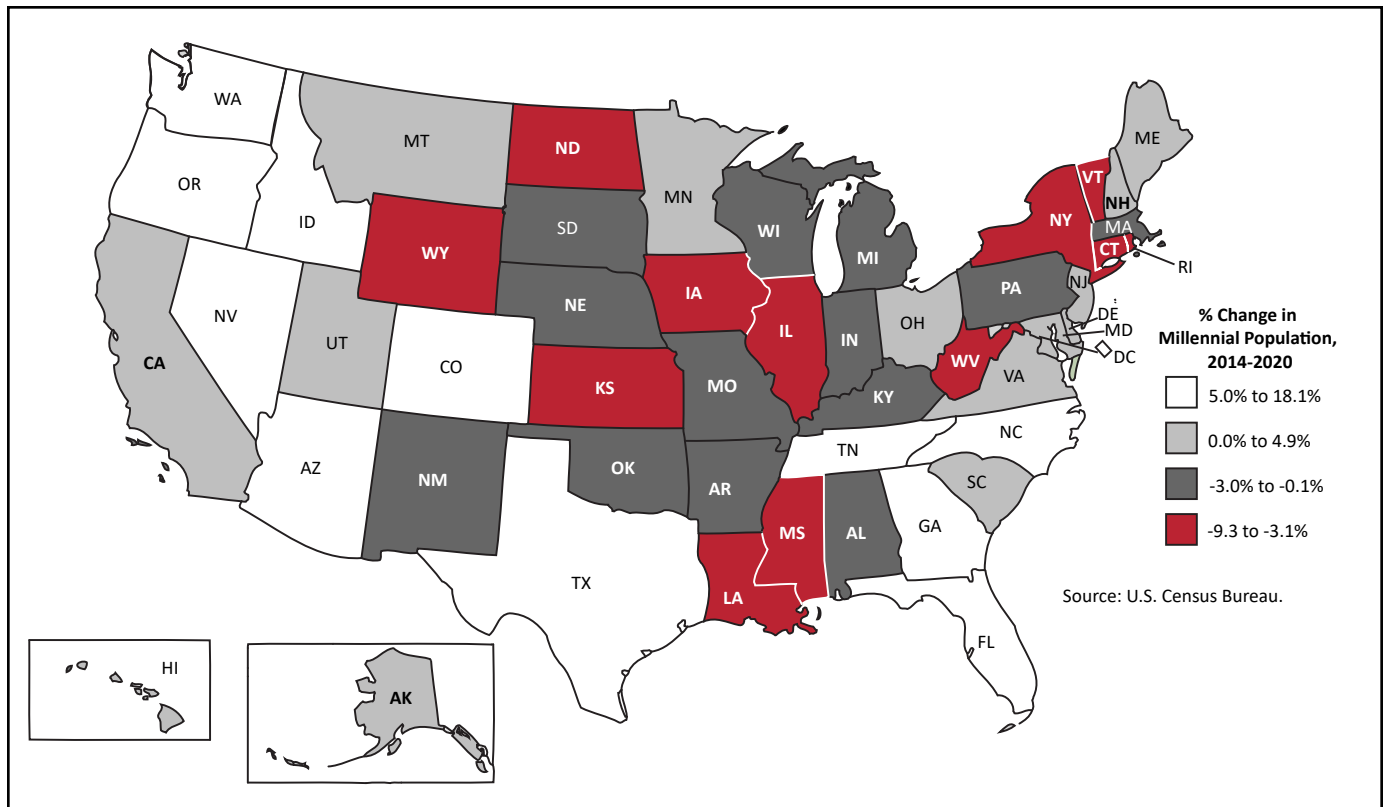 WA
MT
ND
MN
ME
VT
OR
ID
NH
NY
MA
SD
WI
WY
CT
MI
RI
IA
PA
NJ
NE
NV
OH
DE
IL
IN
UT
MD
CA
CO
DC
WV
VA
KS
MO
KY
NC
TN
AZ
OK
NM
AR
SC
GA
MS
AL
TX
LA
FL
HI
AK
% Change in
Millennial Population,
2014-2020
5.0% to 18.1%
0.0% to 4.9%
-3.0% to -0.1%
-9.3 to -3.1%
Source: U.S. Census Bureau.